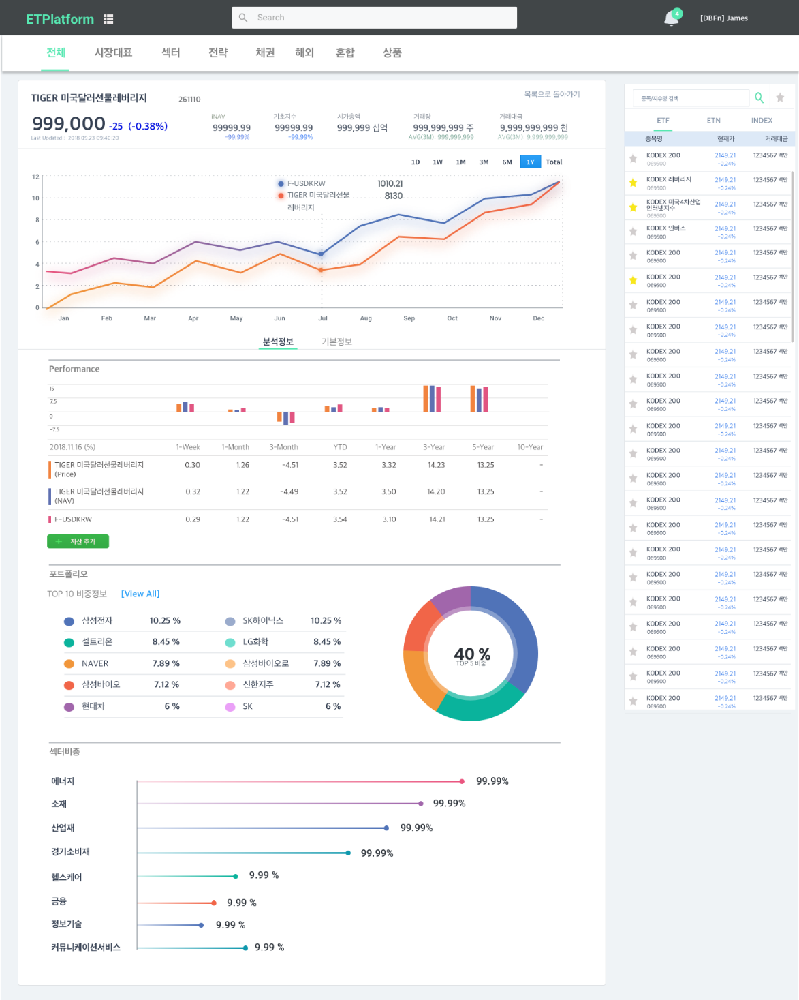 ETPlatform
Search
4
[DBFn] James
전체 시장대표 섹터 전략 채권 해외 혼합 상품
TIGER 미국달러선물레버리지 261110
목록으로 돌아가기
999,000 -25 (-0.38%)
Last Updated : 2018.09.23 09:40:20
iNAV 기초지수 시가총액 거래량 거래대금
99999.99 99999.99 999,999 십억 999,999,999 주 9,999,999,999 천
-99.99% -99.99% AVG(3M): 999,999,999 AVG(3M): 9,999,999,999
1D 1W 1M 3M 6M 1Y Total
F-USDKRW 1010.21
TIGER 미국달러선물 8130
레버리지
12
10
8
6
4
2
0
Jan Feb Mar Apr May Jun Jul Aug Sep Oct Nov Dec
분석정보 기본정보
Performance
15
7.5
0
-7.5
2018.11.16 (%) 1-Week 1-Month 3-Month YTD 1-Year 3-Year 5-Year 10-Year
TIGER 미국달러선물레버리지 0.30 1.26 -4.51 3.52 3.32 14.23 13.25 -
(Price)
TIGER 미국달러선물레버리지 0.32 1.22 -4.49 3.52 3.50 14.20 13.25 -
(NAV)
F-USDKRW 0.29 1.22 -4.51 3.54 3.10 14.21 13.25 -
+ 자산 추가
포트폴리오
TOP 10 비중정보 [View All]
삼성전자 10.25 % SK하이닉스 10.25 %
셀트리온 8.45 % LG화학 8.45 %
NAVER 7.89 % 삼성바이오로 7.89 %
삼성바이오 7.12 % 신한지주 7.12 %
현대차 6 % SK 6 %
40 %
TOP 5 비중
섹터비중
에너지 99.99%
소재 99.99%
산업재 99.99%
경기소비재 99.99%
헬스케어 9.99 %
금융 9.99 %
정보기술 9.99 %
커뮤니케이션서비스 9.99 %
종목/지수명 검색
ETF ETN INDEX
종목명 현재가 거래대금
KODEX 200 2149.21 1234567 백만
069500 -0.24%
KODEX 레버리지 2149.21 1234567 백만
069500 -0.24%
KODEX 미국4차산업 2149.21 1234567 백만
인터넷지수 -0.24%
069500
KODEX 인버스 2149.21 1234567 백만
069500 -0.24%
KODEX 200 2149.21 1234567 백만
069500 -0.24%
KODEX 200 2149.21 1234567 백만
069500 -0.24%
KODEX 200 2149.21 1234567 백만
069500 -0.24%
KODEX 200 2149.21 1234567 백만
069500 -0.24%
KODEX 200 2149.21 1234567 백만
069500 -0.24%
KODEX 200 2149.21 1234567 백만
069500 -0.24%
KODEX 200 2149.21 1234567 백만
069500 -0.24%
KODEX 200 2149.21 1234567 백만
069500 -0.24%
KODEX 200 2149.21 1234567 백만
069500 -0.24%
KODEX 200 2149.21 1234567 백만
069500 -0.24%
KODEX 200 2149.21 1234567 백만
069500 -0.24%
KODEX 200 2149.21 1234567 백만
069500 -0.24%
KODEX 200 2149.21 1234567 백만
069500 -0.24%
KODEX 200 2149.21 1234567 백만
069500 -0.24%
KODEX 200 2149.21 1234567 백만
069500 -0.24%
KODEX 200 2149.21 1234567 백만
069500 -0.24%
KODEX 200 2149.21 1234567 백만
069500 -0.24%
KODEX 200 2149.21 1234567 백만
069500 -0.24%
KODEX 200 2149.21 1234567 백만
069500 -0.24%